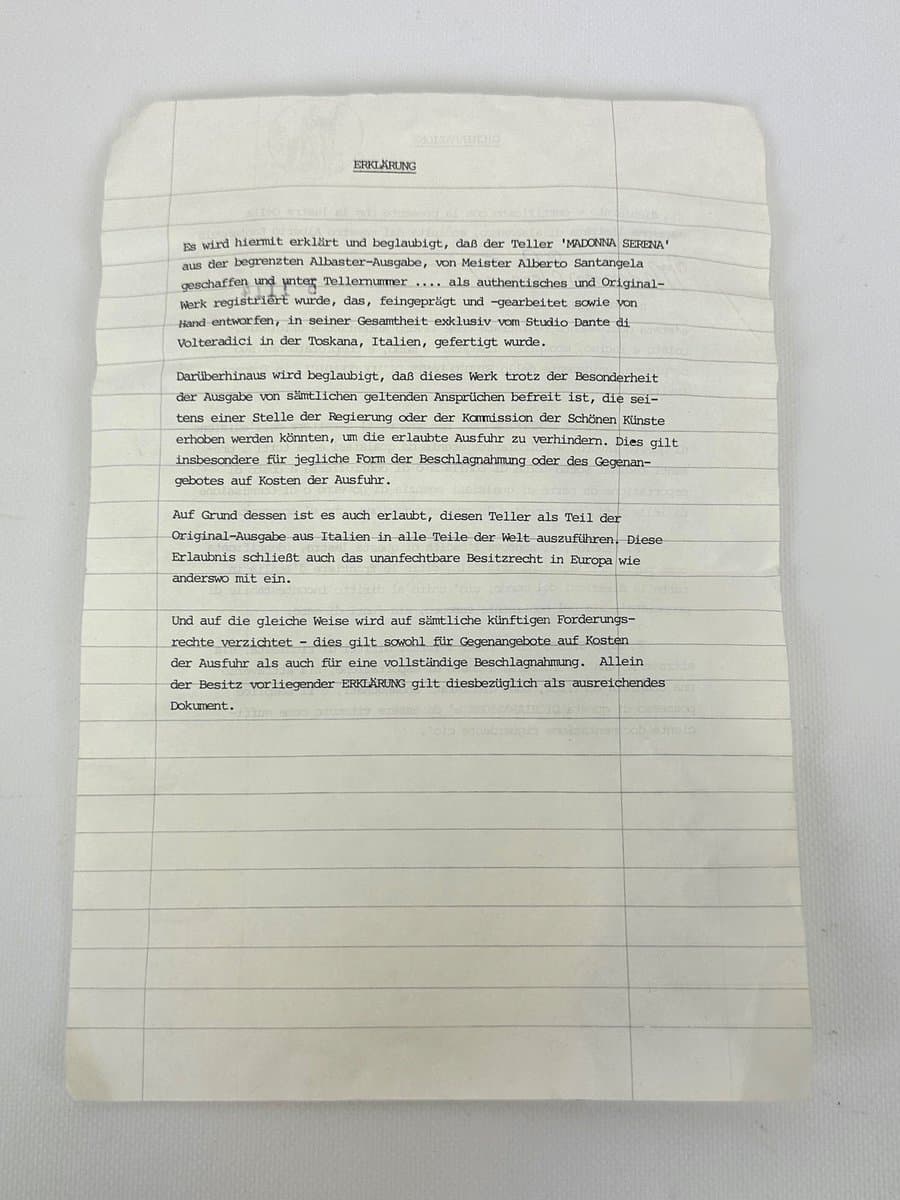 ERKLÄRUNG
Es wird hiermit erklärt und beglaubigt, daß der Teller 'MADONNA SERENA'
aus der begrenzten Albaster-Ausgabe, von Meister Alberto Santangela
geschaffen und unter Tellernummer .... als authentisches und Original-
Werk registriert wurde, das, feingeprägt und -gearbeitet sowie von
Hand entworfen, in seiner Gesamtheit exklusiv vom Studio Dante di
Volteradici in der Toskana, Italien, gefertigt wurde.
Darüberhinaus wird beglaubigt, daß dieses Werk trotz der Besonderheit
der Ausgabe von sämtlichen geltenden Ansprüchen befreit ist, die sei-
tens einer Stelle der Regierung oder der Kommission der Schönen Künste
erhoben werden könnten, um die erlaubte Ausfuhr zu verhindern. Dies gilt
insbesondere für jegliche Form der Beschlagnahmung oder des Gegenan-
gebotes auf Kosten der Ausfuhr.
Auf Grund dessen ist es auch erlaubt, diesen Teller als Teil der
Original-Ausgabe aus Italien in alle Teile der Welt auszuführen. Diese
Erlaubnis schließt auch das unanfechtbare Besitzrecht in Europa wie
anderswo mit ein.
Und auf die gleiche Weise wird auf sämtliche künftigen Forderungs-
rechte verzichtet - dies gilt sowohl für Gegenangebote auf Kosten
der Ausfuhr als auch für eine vollständige Beschlagnahmung. Allein
der Besitz vorliegender ERKLÄRUNG gilt diesbezüglich als ausreichendes
Dokument.